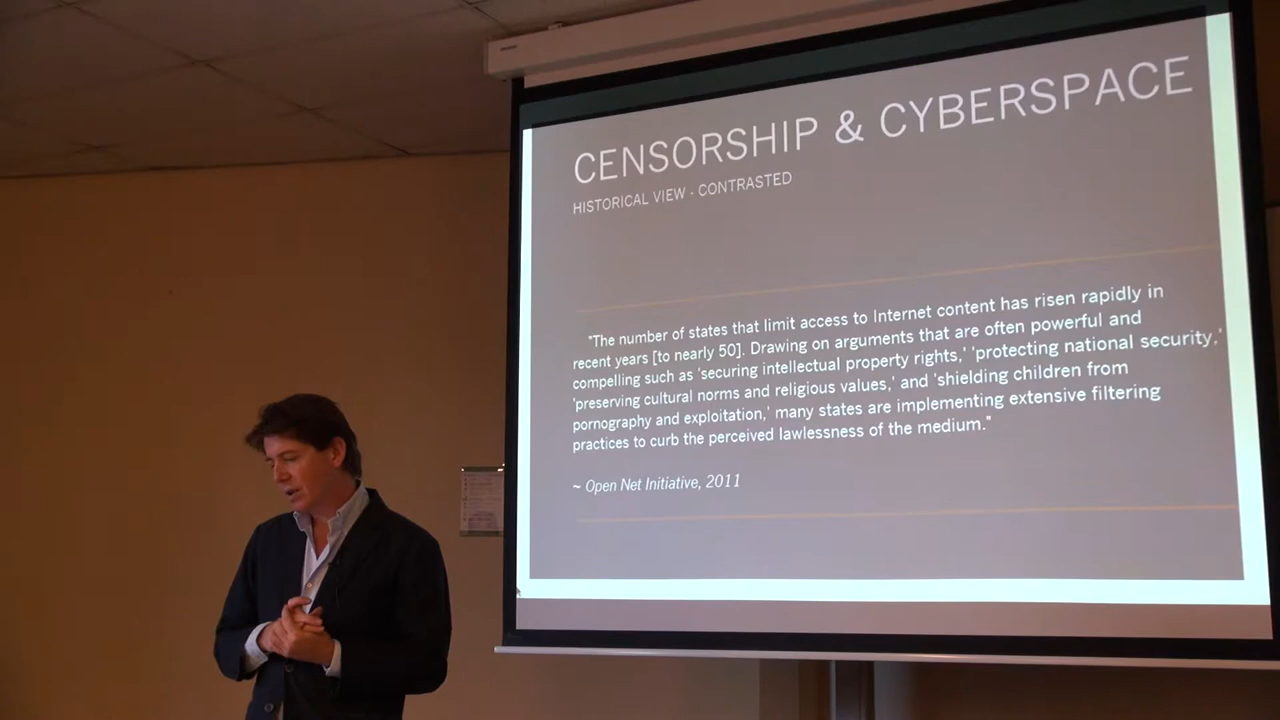 CENSORSHIP & CYBERSPACE
HISTORICAL VIEW - CONTRASTED
"The number of states that limit access to Internet content has risen rapidly in
recent years [to nearly 50]. Drawing on arguments that are often powerful and
compelling such as 'securing intellectual property rights,' 'protecting national security,'
'preserving cultural norms and religious values,' and 'shielding children from
pornography and exploitation,' many states are implementing extensive filtering
practices to curb the perceived lawlessness of the medium."
~ Open Net Initiative, 2011